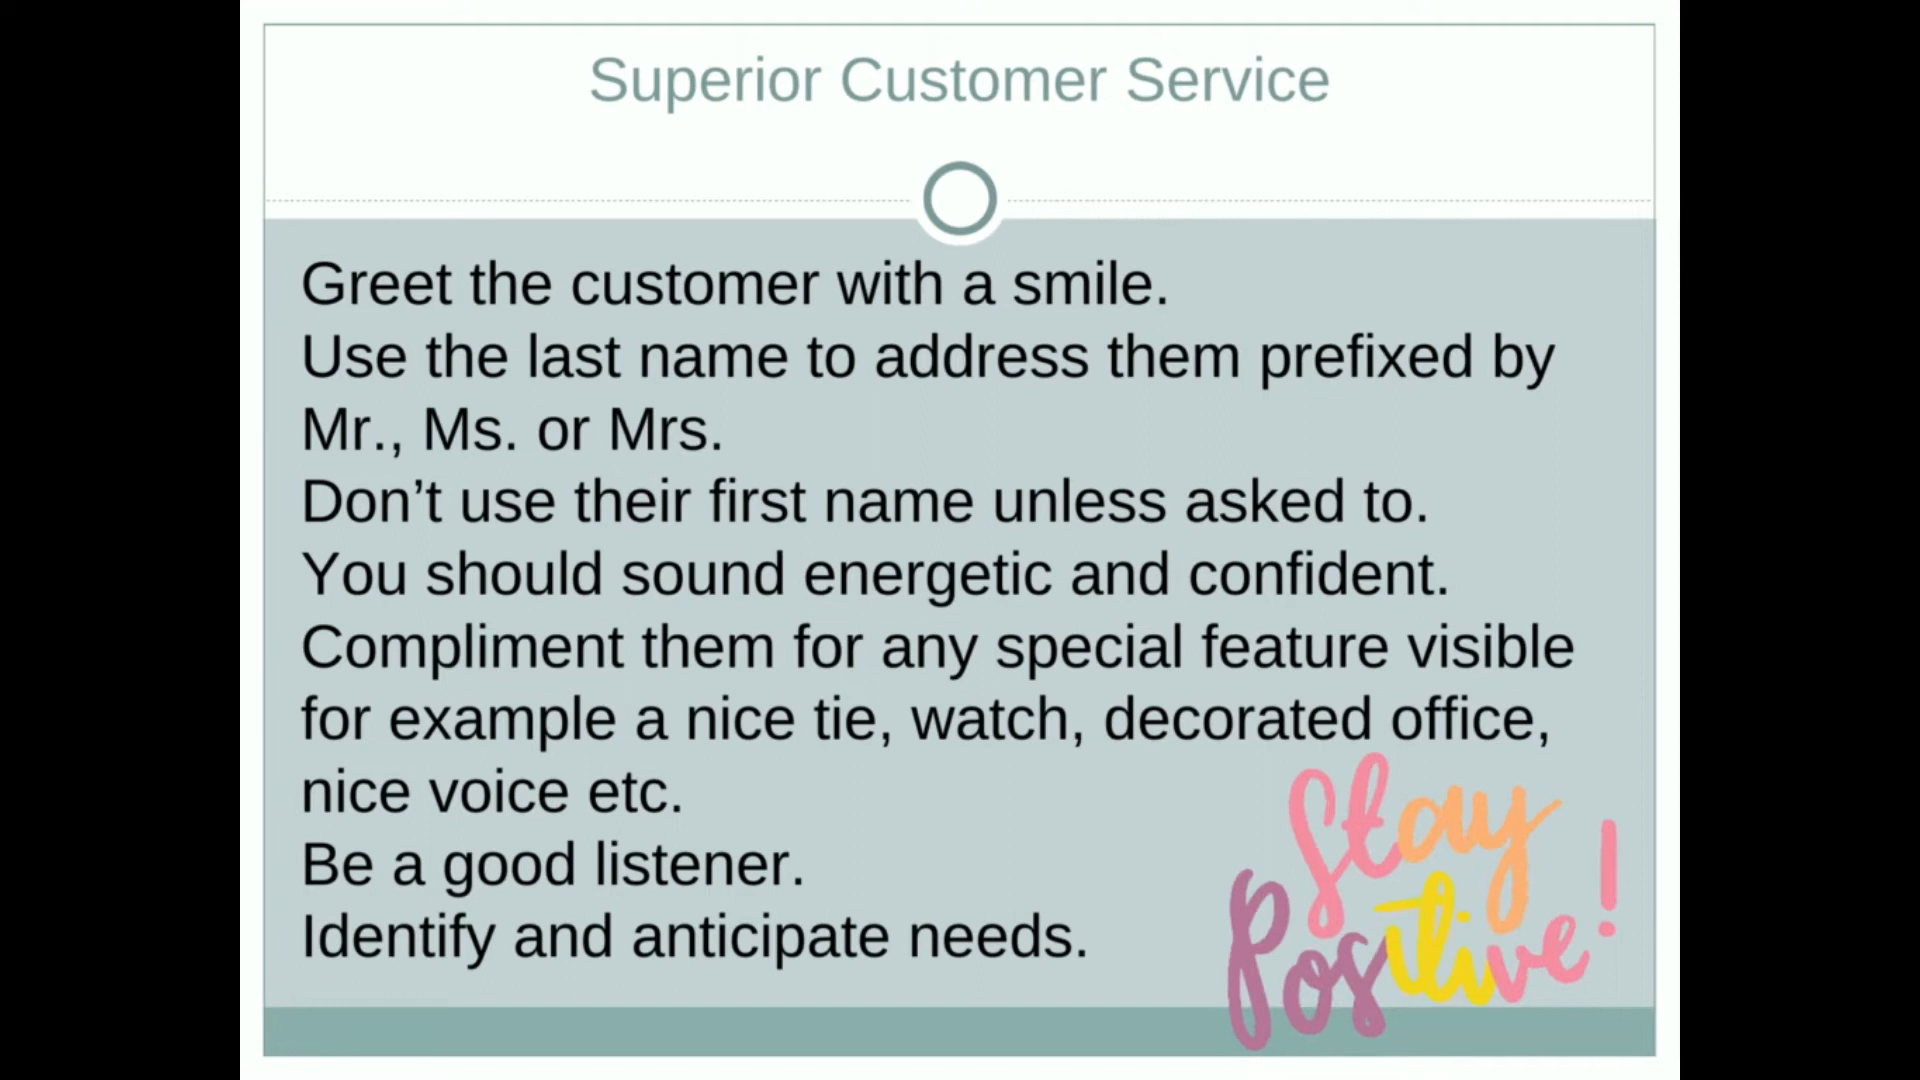 Superior Customer Service
Greet the customer with a smile.
Use the last name to address them prefixed by
Mr., Ms. or Mrs.
Don’t use their first name unless asked to.
You should sound energetic and confident.
Compliment them for any special feature visible
for example a nice tie, watch, decorated office,
nice voice etc.
Be a good listener.
Identify and anticipate needs.
Stay
Positive!